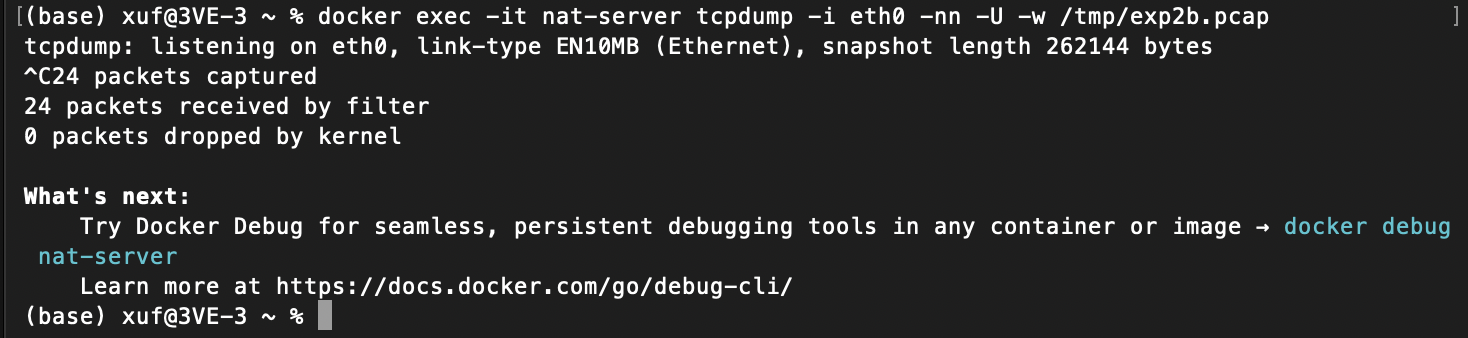 [(base) xuf@3VE-3 ~ % docker exec -it nat-server tcpdump -i eth0 -nn -U -w /tmp/exp2b.pcap ]
tcpdump: listening on eth0, link-type EN10MB (Ethernet), snapshot length 262144 bytes
^C24 packets captured
24 packets received by filter
0 packets dropped by kernel
What's next:
Try Docker Debug for seamless, persistent debugging tools in any container or image → docker debug
nat-server
Learn more at https://docs.docker.com/go/debug-cli/
(base) xuf@3VE-3 ~ %